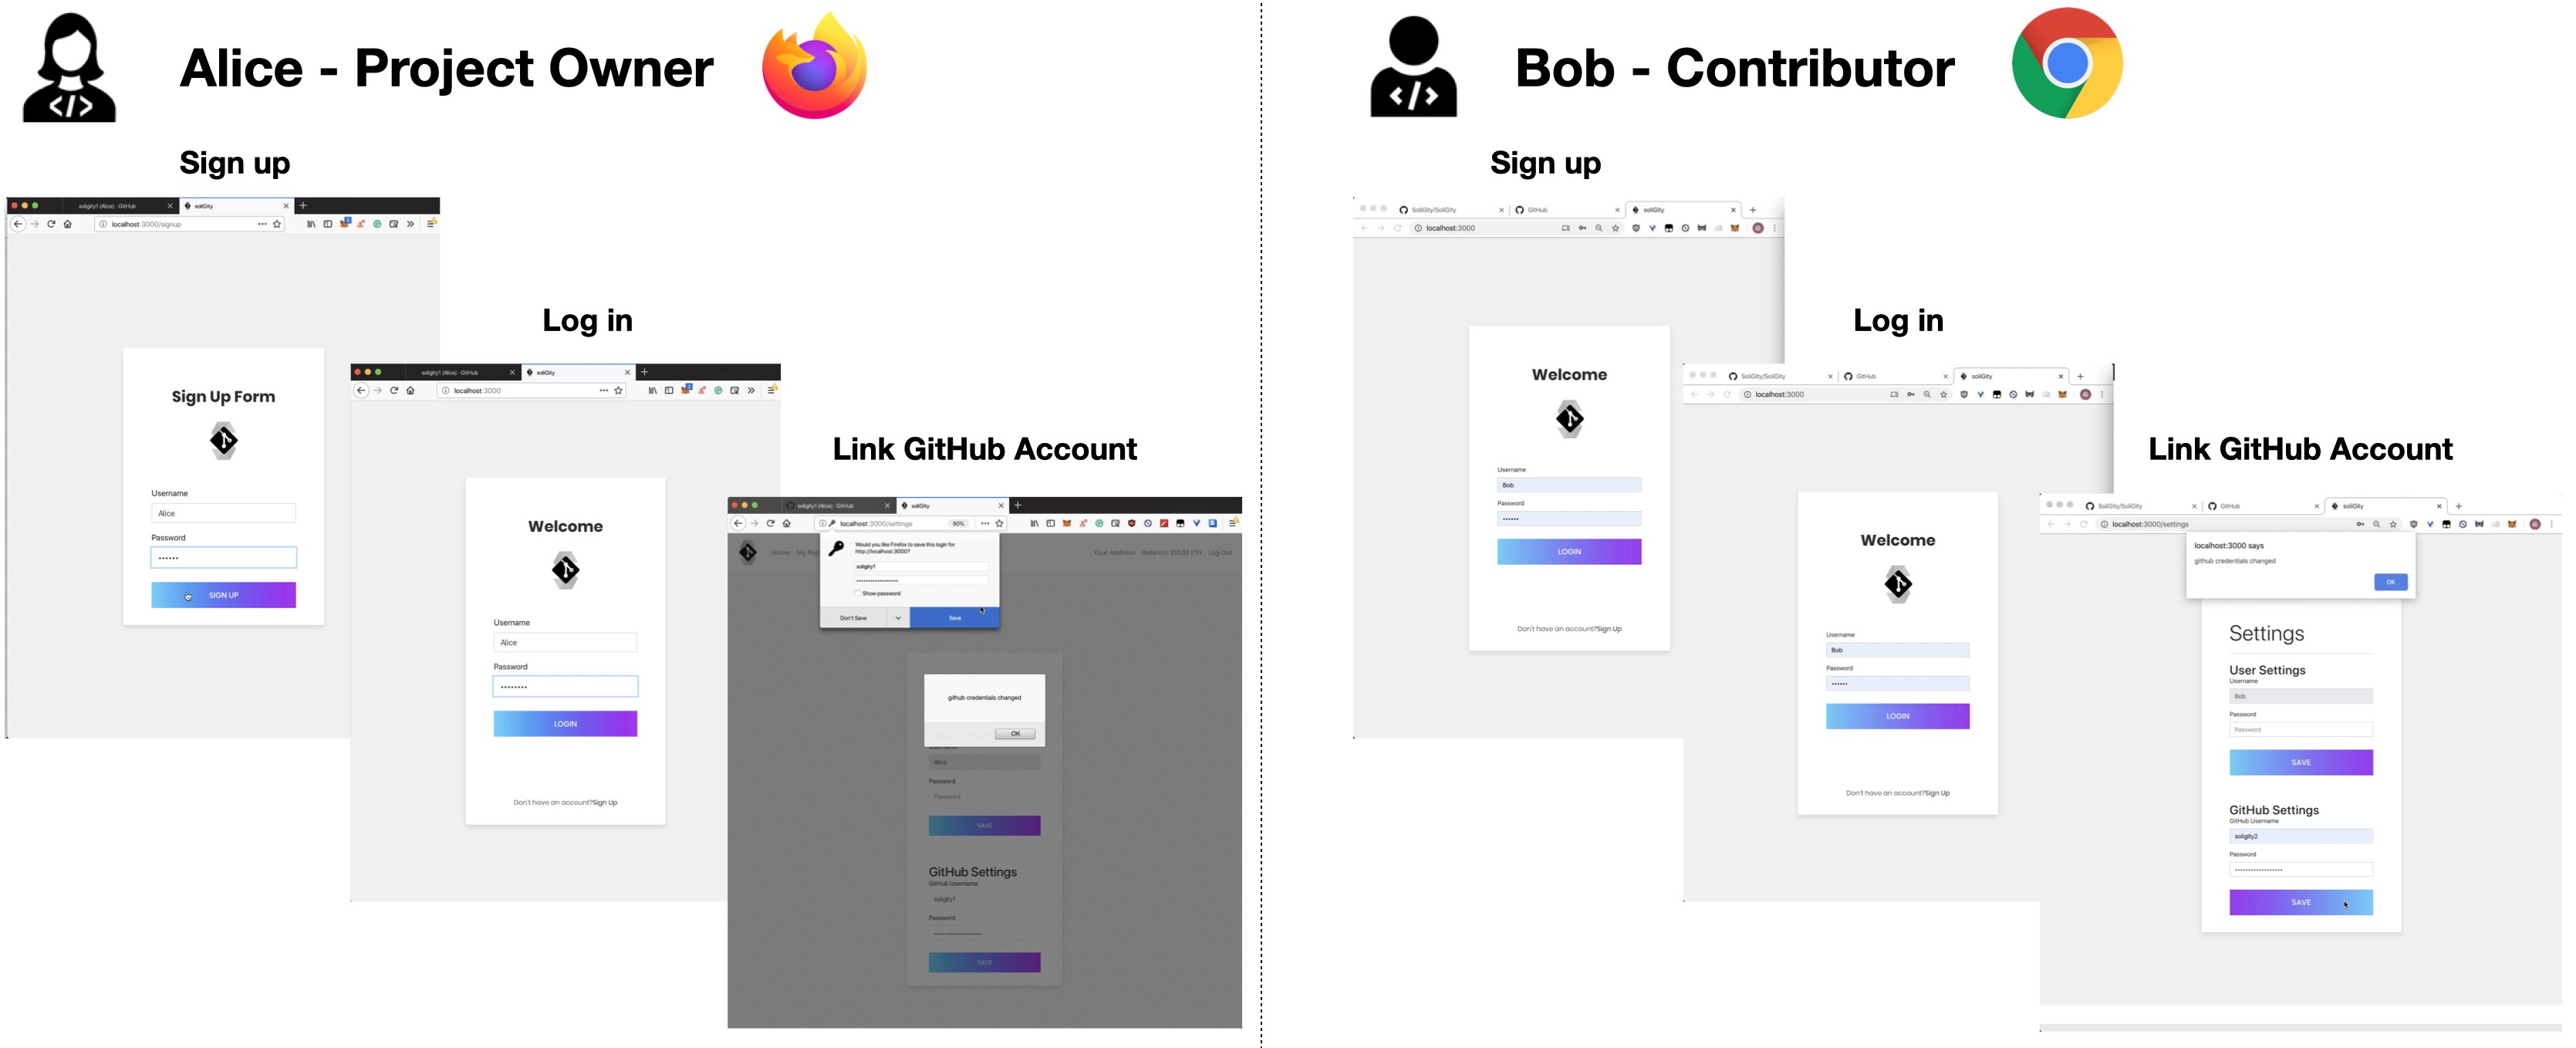 Alice - Project Owner
Sign up
soligity1 (Alice) · GitHub
soliGity
localhost:3000/signup
Sign Up Form
Username
Alice
Password
SIGN UP
Log in
soligity1 (Alice) · GitHub
soliGity
localhost:3000
Welcome
Username
Alice
Password
LOGIN
Don't have an account?Sign Up
Link GitHub Account
soligity1 (Alice) · GitHub
soliGity
localhost:3000/settings
80%
Home My Rep
Your Address Balance: 100.00 ETH Log Out
Would you like Firefox to save this login for
http://localhost:3000?
soligity1
Show password
Don't Save
Save
github credentials changed
OK
Username
Alice
Password
Password
SAVE
GitHub Settings
GitHub Username
soligity1
Password
SAVE
Bob - Contributor
Sign up
SoliGity/SoliGity
GitHub
soliGity
localhost:3000
Welcome
Username
Bob
Password
LOGIN
Don't have an account?Sign Up
Log in
SoliGity/SoliGity
GitHub
soliGity
localhost:3000
Welcome
Username
Bob
Password
LOGIN
Don't have an account?Sign Up
Link GitHub Account
SoliGity/SoliGity
GitHub
soliGity
localhost:3000/settings
localhost:3000 says
github credentials changed
OK
Settings
User Settings
Username
Bob
Password
Password
SAVE
GitHub Settings
GitHub Username
soligity2
Password
SAVE